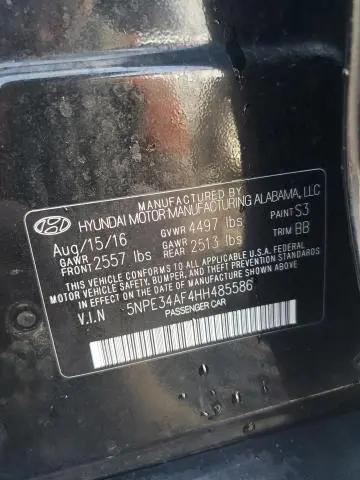 MANUFACTURED BY
HYUNDAI MOTOR MANUFACTURING ALABAMA, LLC
Aug/15/16 GVWR 4497 lbs PAINT S3
GAWR FRONT 2557 lbs GAWR REAR 2513 lbs TRIM BB
THIS VEHICLE CONFORMS TO ALL APPLICABLE U.S.A. FEDERAL
MOTOR VEHICLE SAFETY, BUMPER, AND THEFT PREVENTION STANDARDS
IN EFFECT ON THE DATE OF MANUFACTURE SHOWN ABOVE.
V.I.N 5NPE34AF4HH485586
PASSENGER CAR